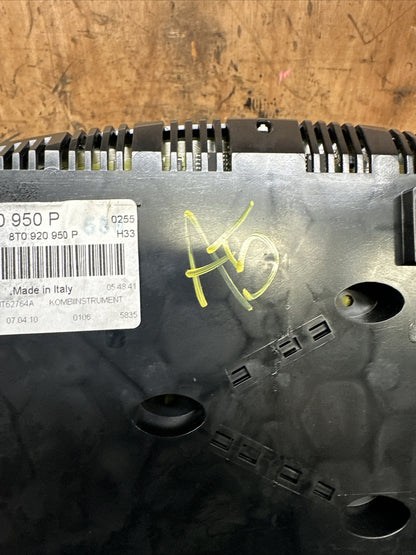 0 950 P 0255
8T0 920 950 P H33
Made in Italy 05:48:41
IT62764A KOMBIINSTRUMENT
07.04.10 0106 5835
A5